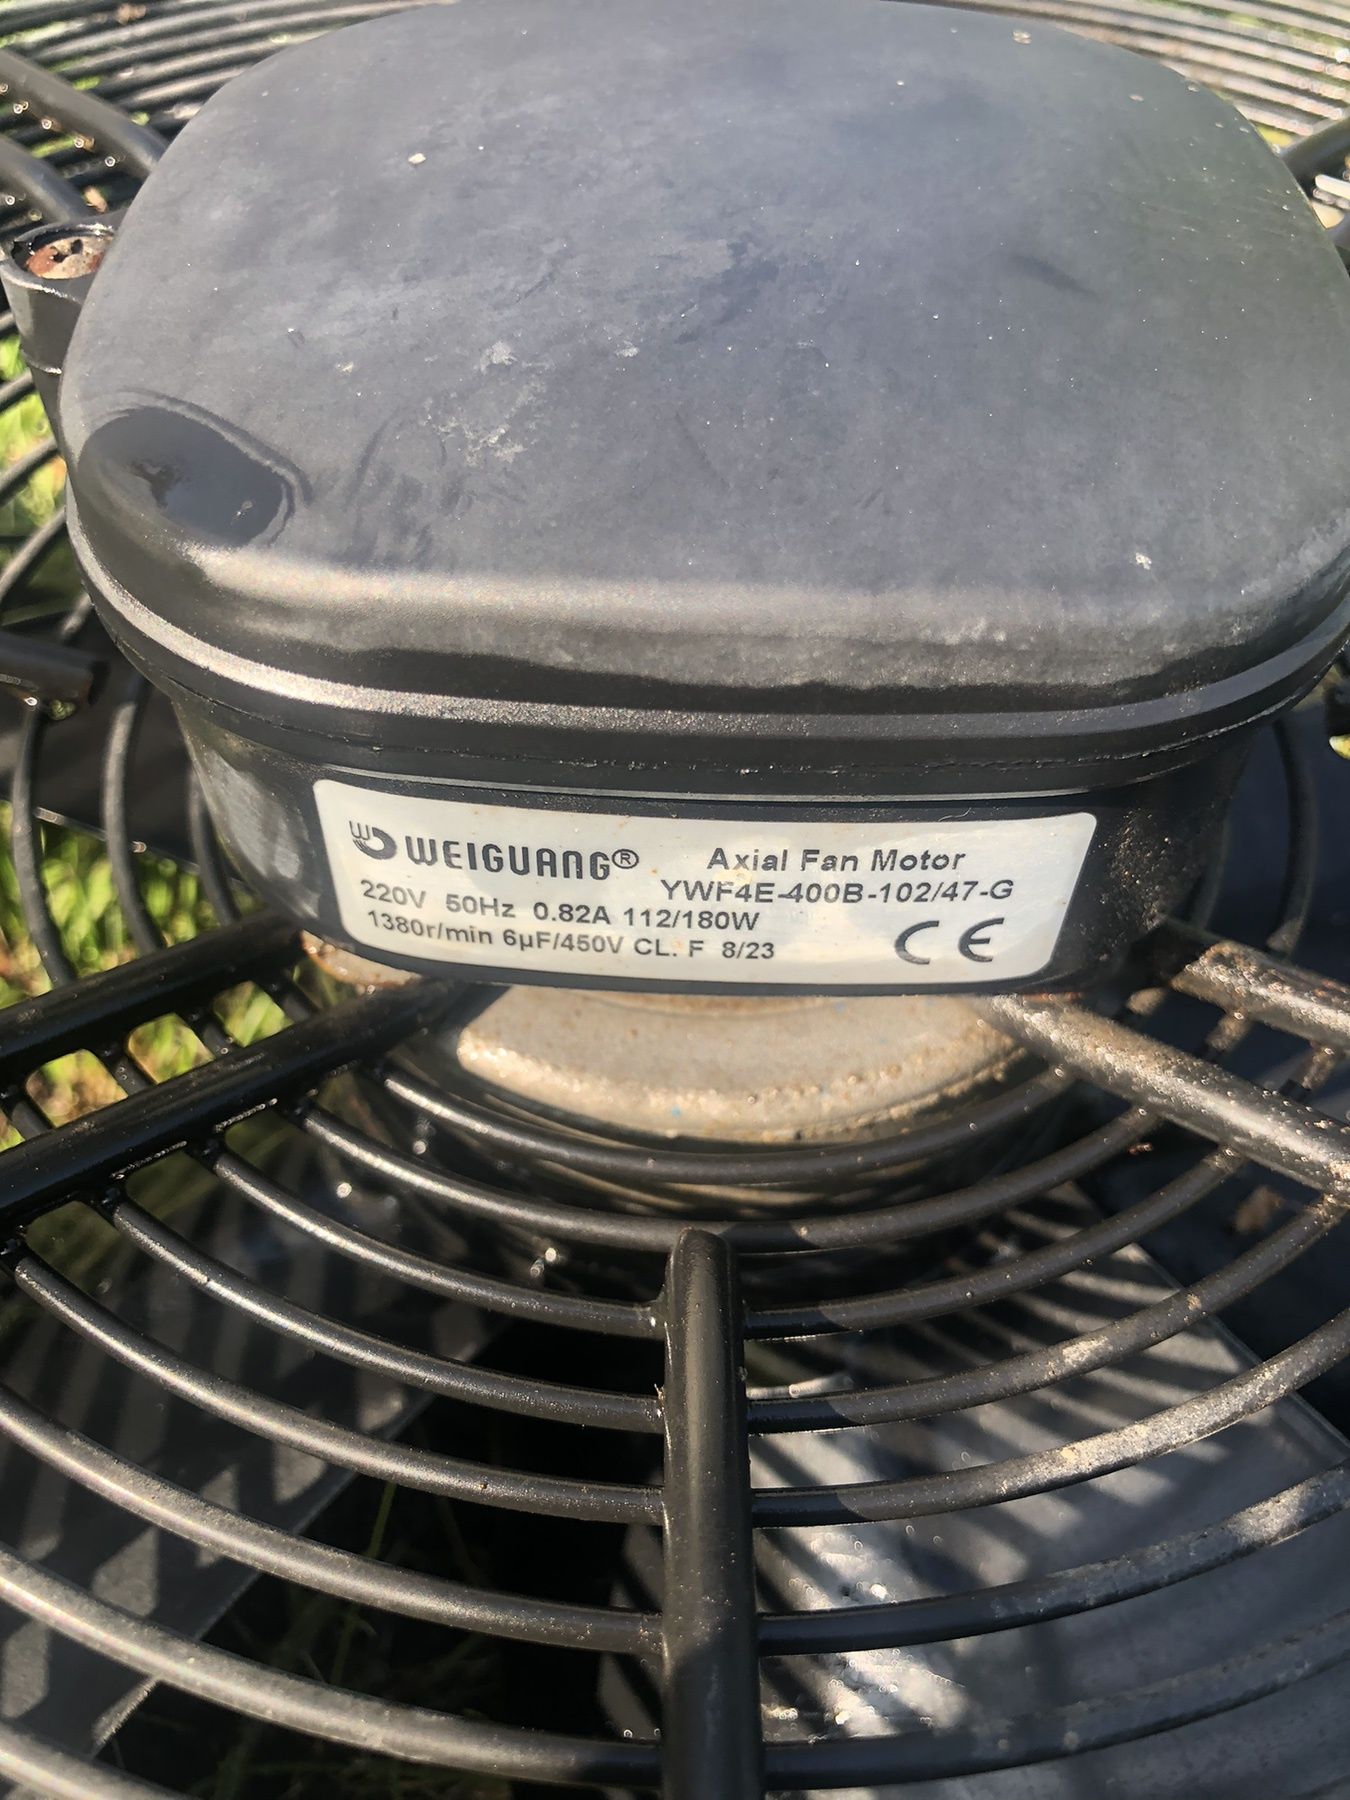 WEIGUANG® Axial Fan Motor
YWF4E-400B-102/47-G
220V 50Hz 0.82A 112/180W
1380r/min 6µF/450V CL. F 8/23
CE